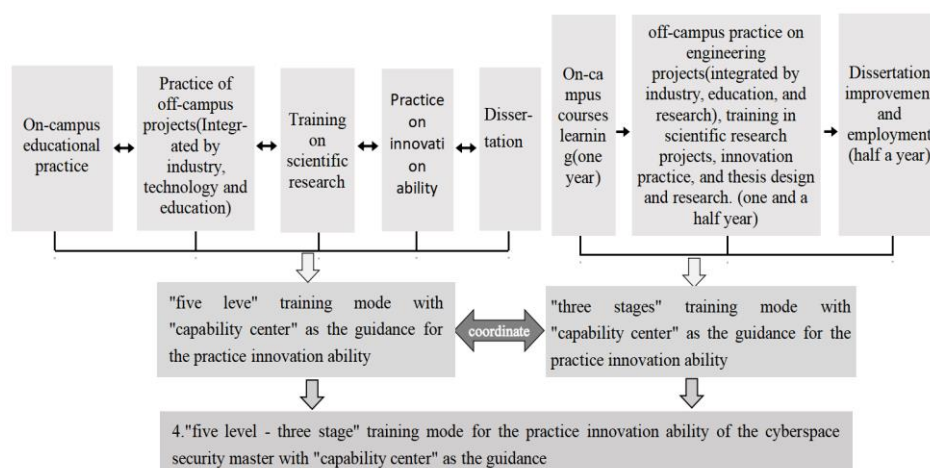 On-campus
educational
practice
Practice of
off-campus
projects(Integr-
ated by
industry,
technology and
education)
Training
on
scientific
research
Practice
on
innovati
on
ability
Disser-
tation
On-ca
mpus
courses
learnin
g(one
year)
off-campus practice on
engineering
projects(integrated by
industry, education, and
research), training in
scientific research
projects, innovation
practice, and thesis design
and research. (one and a
half year)
Dissertation
improvement
and
employment
(half a year)
"five leve" training mode with
"capability center" as the guidance for
the practice innovation ability
coordinate
"three stages" training mode with
"capability center" as the guidance for the
practice innovation ability
4."five level - three stage" training mode for the practice innovation ability of the cyberspace
security master with "capability center" as the guidance